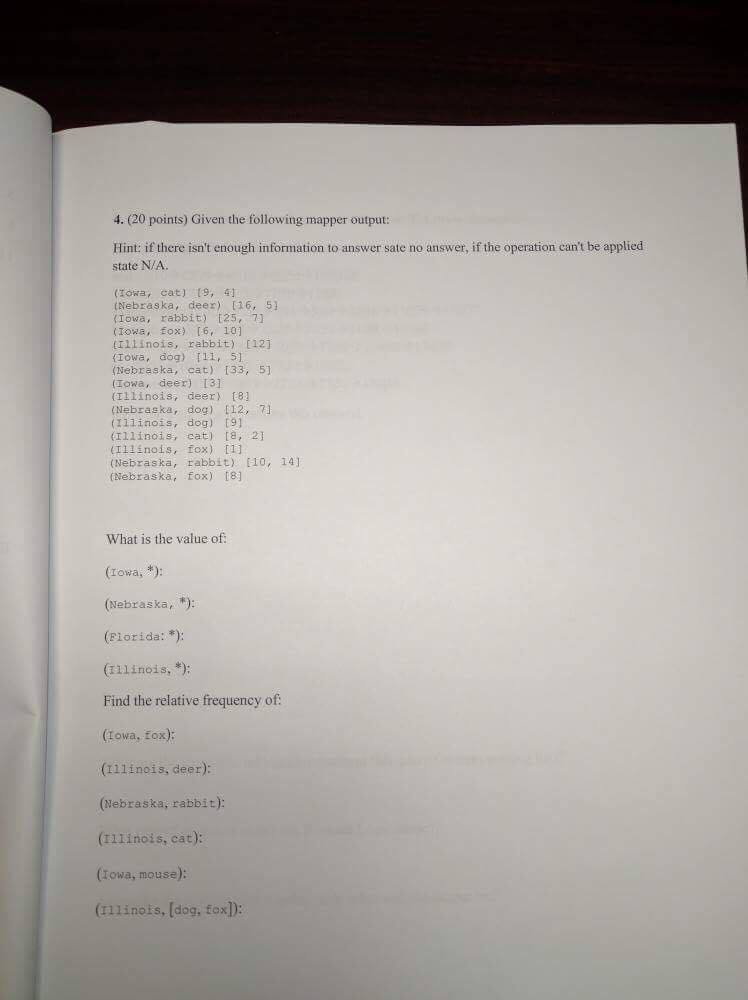 4. (20 points) Given the following mapper output:
Hint: if there isn't enough information to answer sate no answer, if the operation can't be applied
state N/A.
(Iowa, cat) [9, 4]
(Nebraska, deer) [16, 5]
(Iowa, rabbit) [25, 7]
(Iowa, fox) [6, 10]
(Illinois, rabbit) [12]
(Iowa, dog) [11, 5]
(Nebraska, cat) [33, 5]
(Iowa, deer) [3]
(Illinois, deer) [8]
(Nebraska, dog) [12, 7]
(Illinois, dog) [9]
(Illinois, cat) [8, 2]
(Illinois, fox) [1]
(Nebraska, rabbit) [10, 14]
(Nebraska, fox) [8]
What is the value of:
(Iowa, *):
(Nebraska, *):
(Florida: *):
(Illinois, *):
Find the relative frequency of:
(Iowa, fox):
(Illinois, deer):
(Nebraska, rabbit):
(Illinois, cat):
(Iowa, mouse):
(Illinois, [dog, fox]):